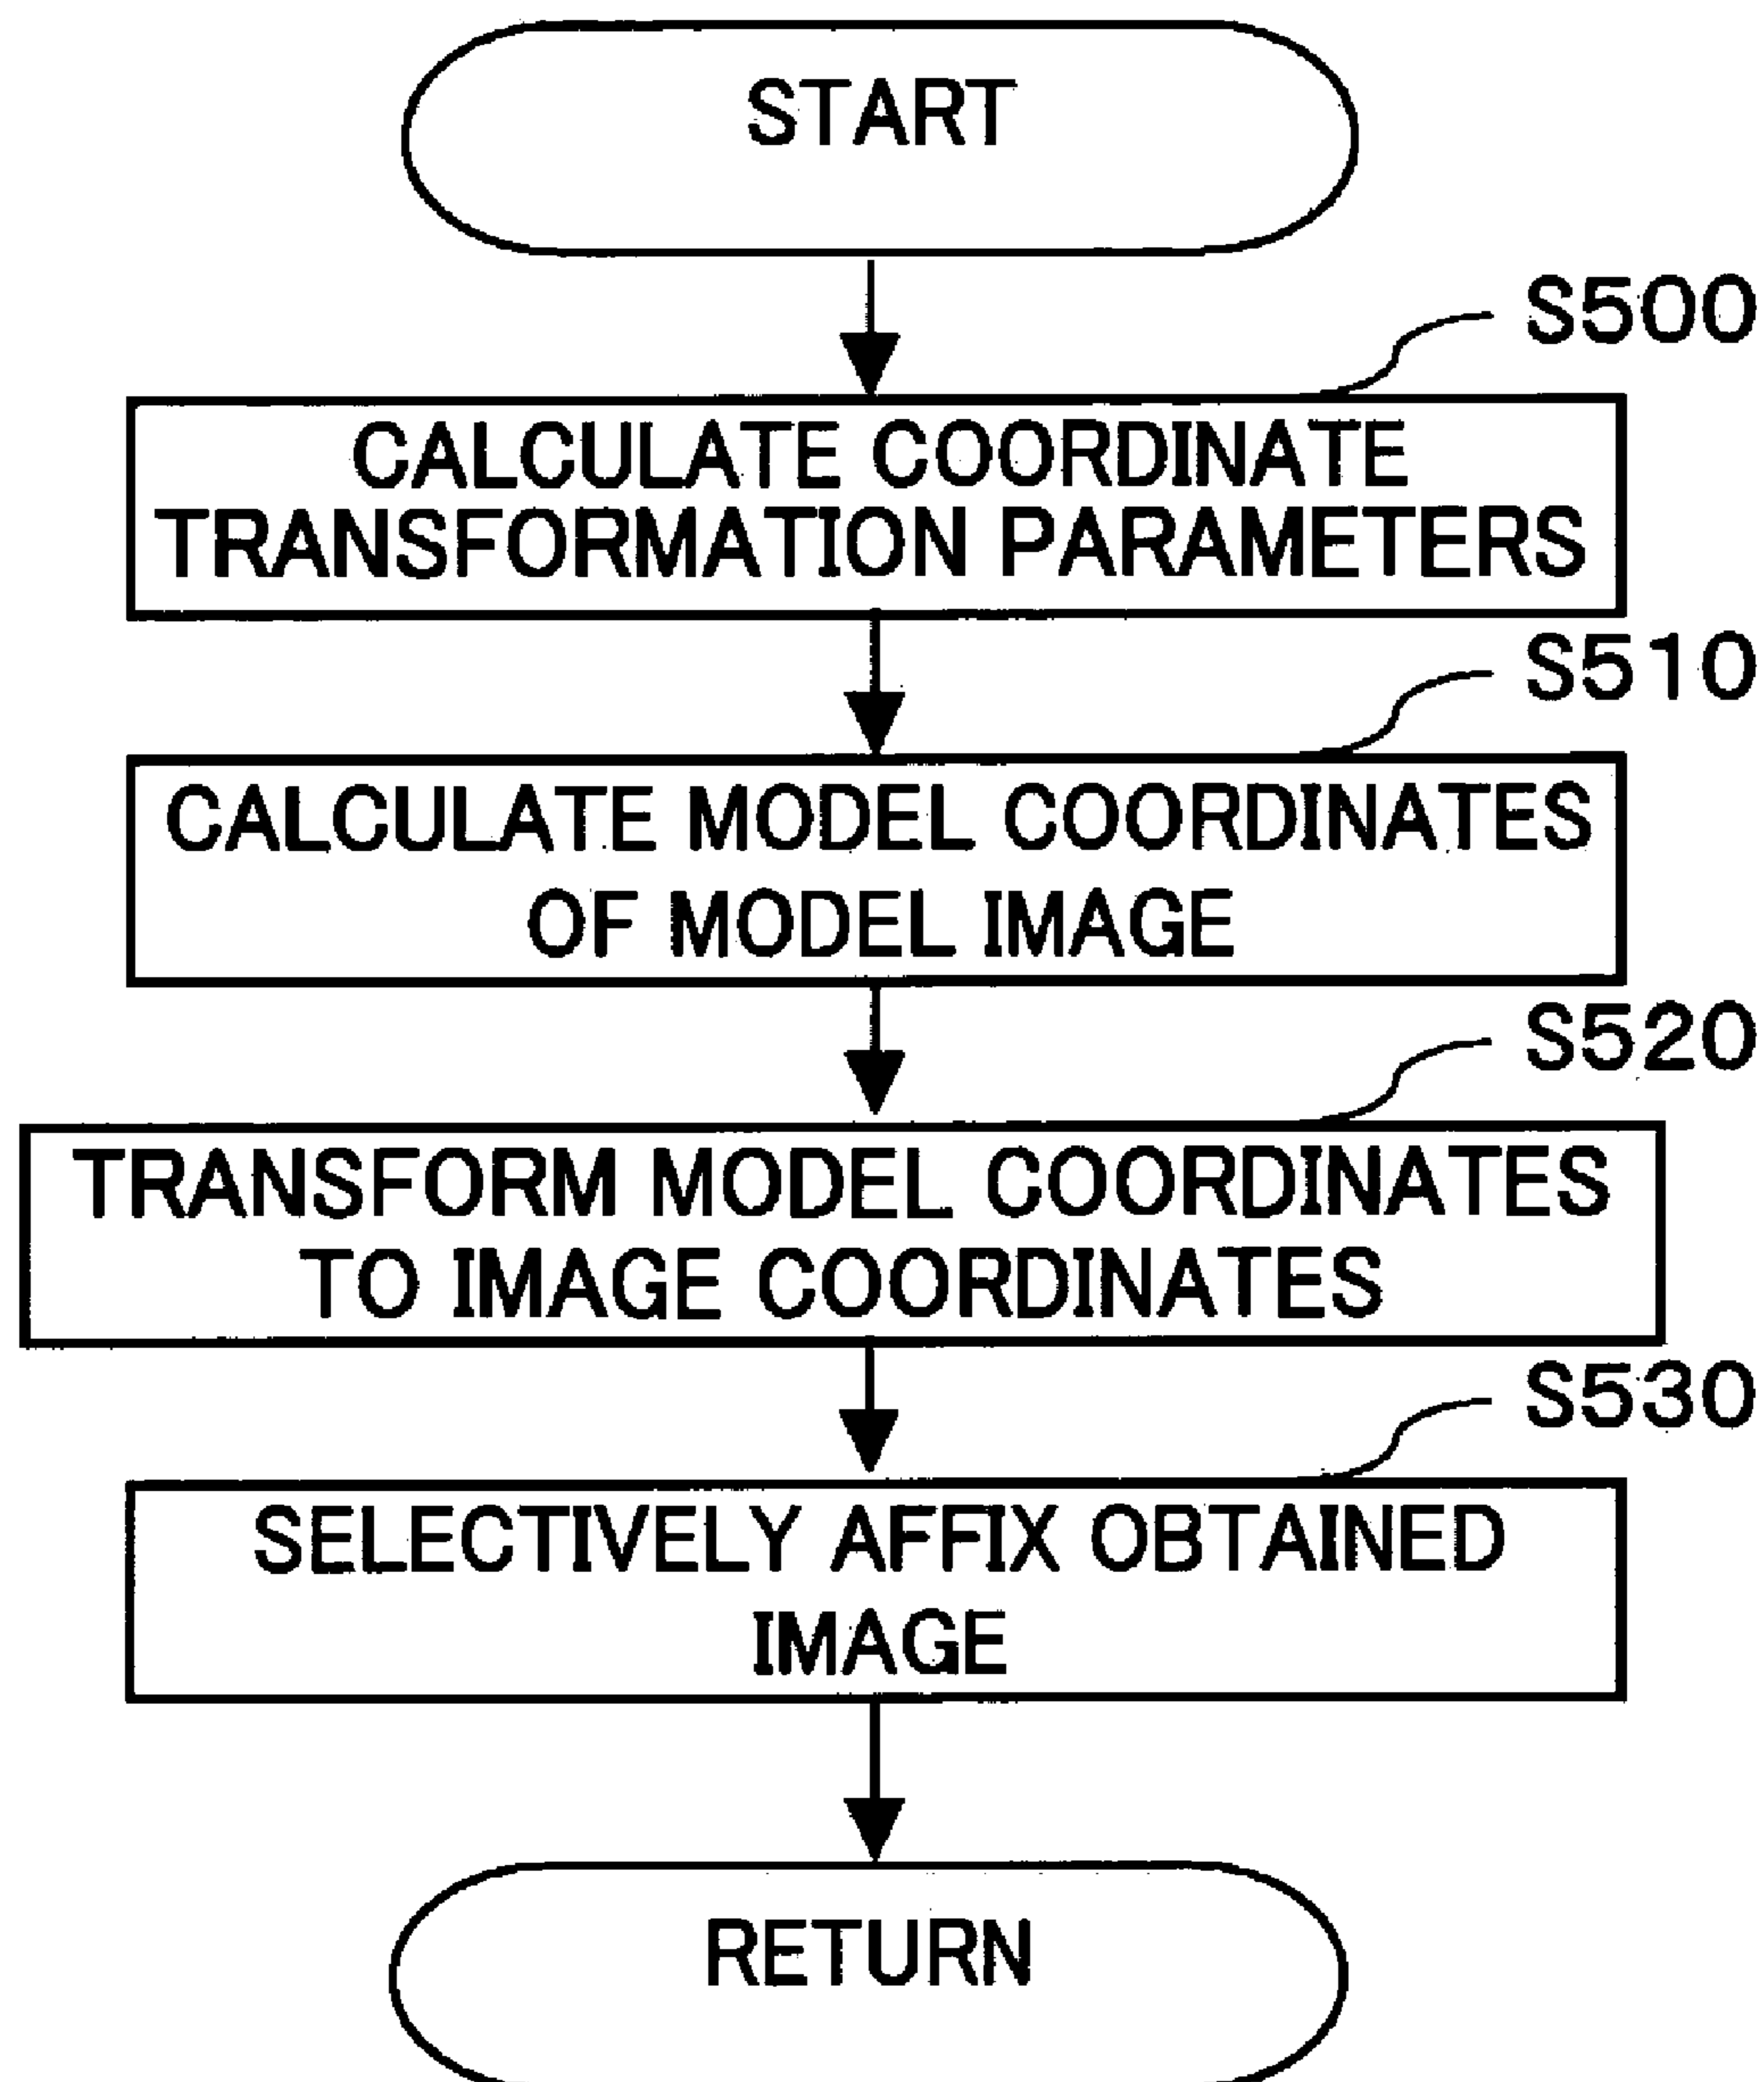 START
S500
CALCULATE COORDINATE
TRANSFORMATION PARAMETERS
S510
CALCULATE MODEL COORDINATES
OF MODEL IMAGE
S520
TRANSFORM MODEL COORDINATES
TO IMAGE COORDINATES
S530
SELECTIVELY AFFIX OBTAINED
IMAGE
RETURN